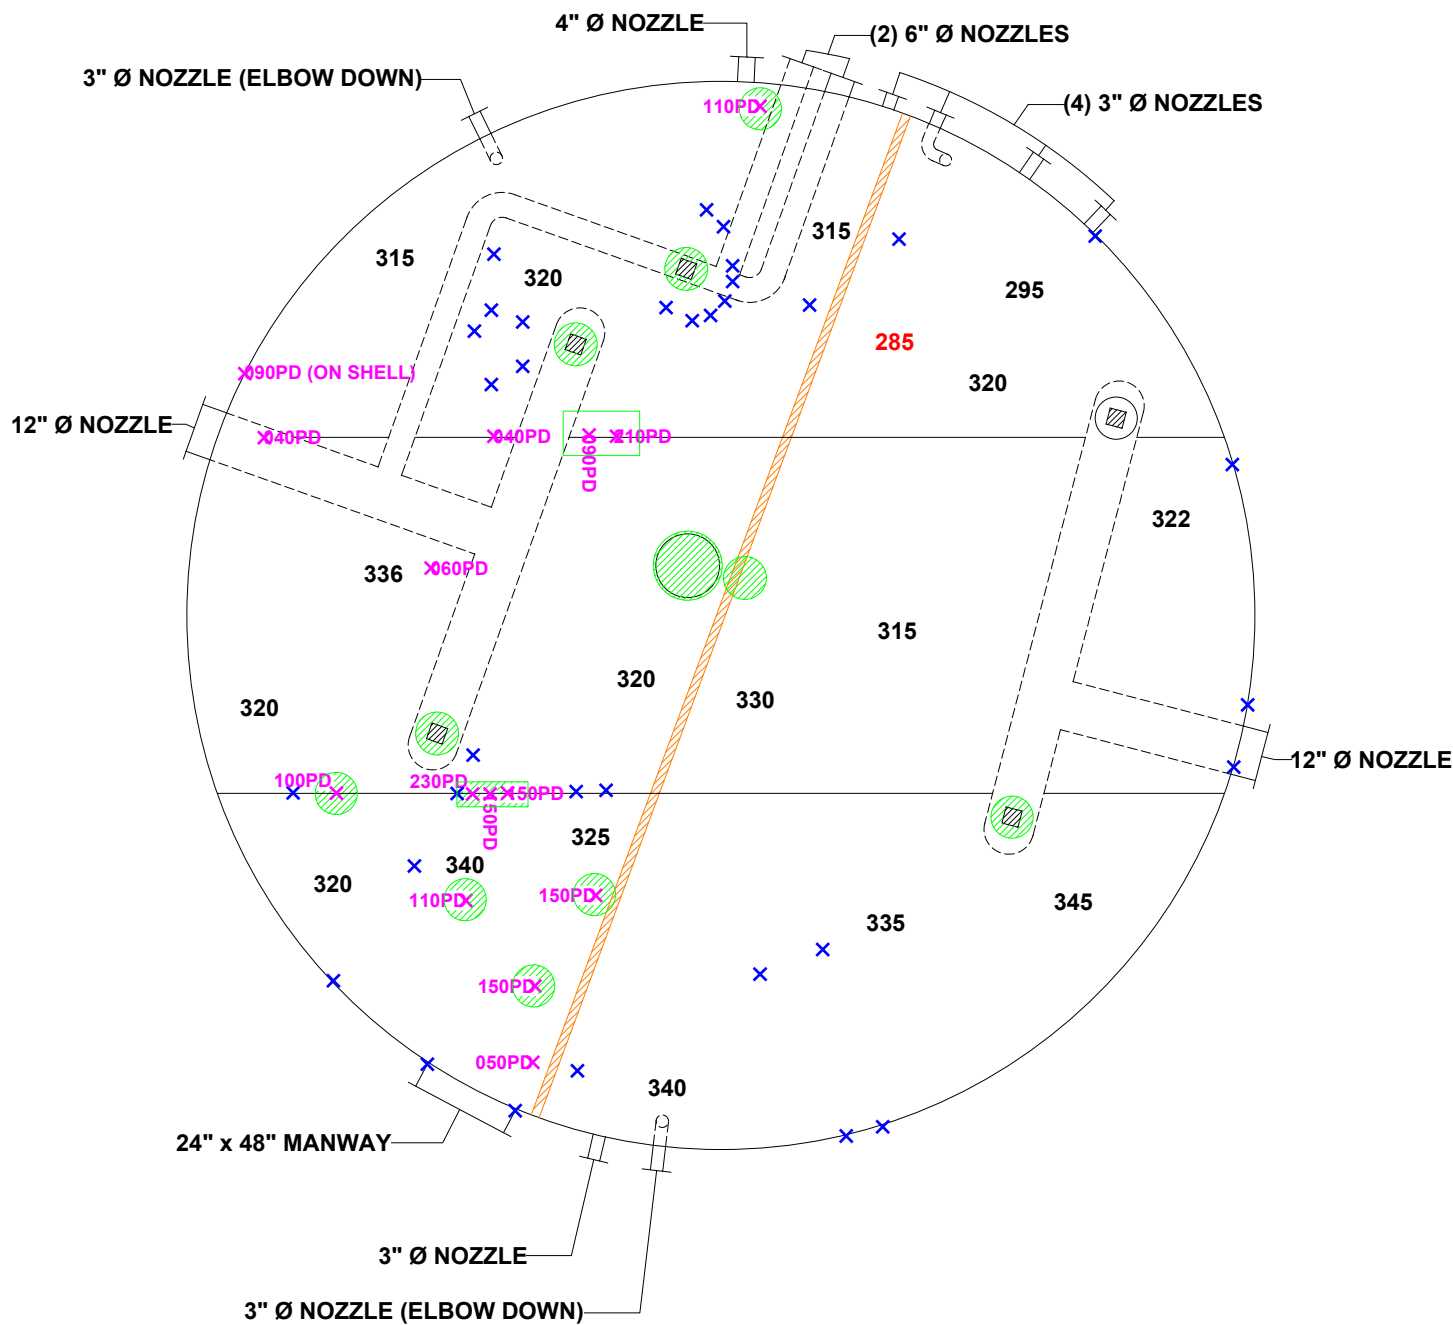 4" Ø NOZZLE
(2) 6" Ø NOZZLES
3" Ø NOZZLE (ELBOW DOWN)
(4) 3" Ø NOZZLES
110PD
315
315
320
295
285
090PD (ON SHELL)
320
12" Ø NOZZLE
040PD
040PD
210PD
090PD
322
336
060PD
315
320
330
320
12" Ø NOZZLE
100PD
230PD
150PD
150PD
325
340
320
110PD
150PD
345
335
150PD
050PD
340
24" x 48" MANWAY
3" Ø NOZZLE
3" Ø NOZZLE (ELBOW DOWN)